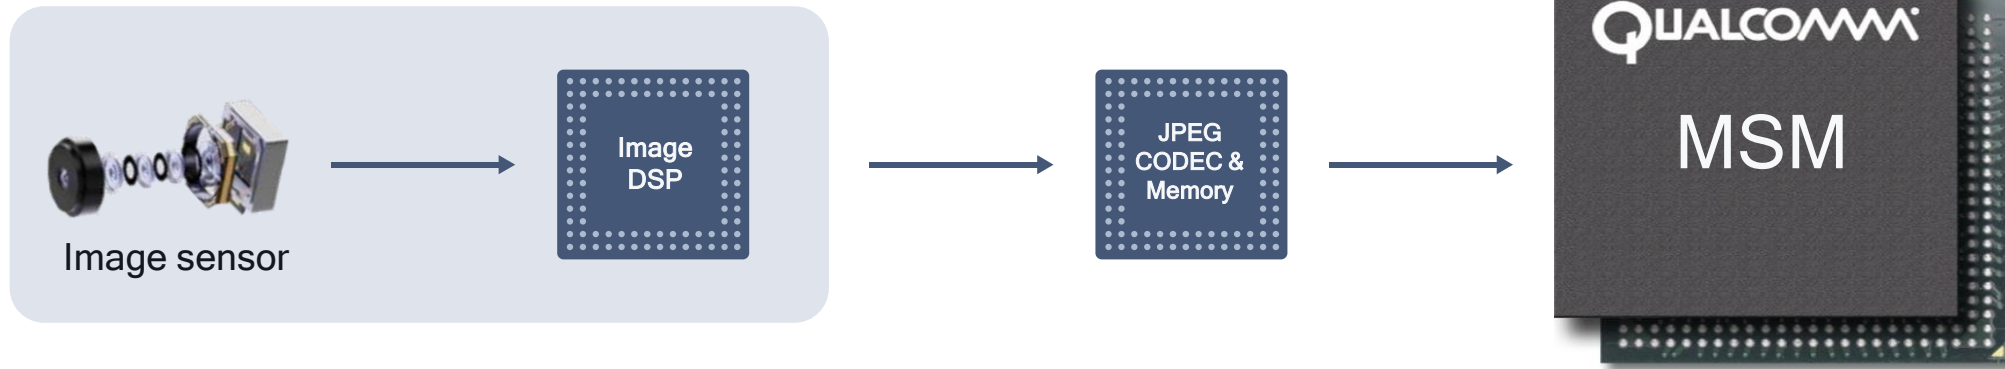 Image sensor
Image
DSP
JPEG
CODEC &
Memory
QUALCOMM
MSM